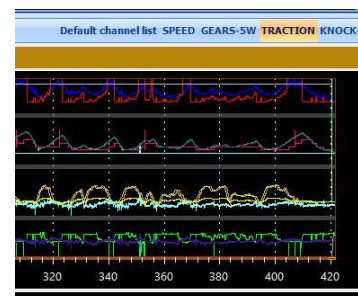 Default channel list SPEED GEARS-5W TRACTION KNOCK
320 340 360 380 400 420